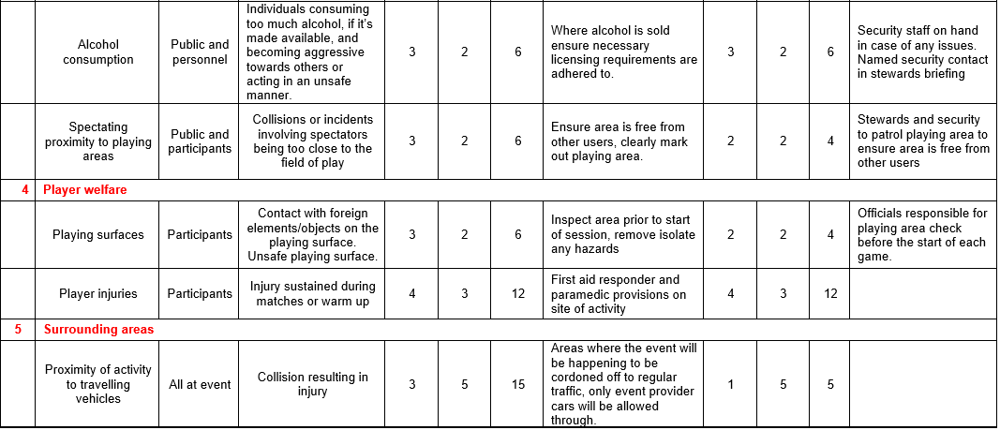 Alcohol
consumption
Public and
personnel
Individuals consuming
too much alcohol, if it's
made available, and
becoming aggressive
towards others or
acting in an unsafe
manner.
3
2
6
Where alcohol is sold
ensure necessary
licensing requirements are
adhered to.
3
2
6
Security staff on hand
in case of any issues.
Named security contact
in stewards briefing
Spectating
proximity to playing
areas
Public and
participants
Collisions or incidents
involving spectators
being too close to the
field of play
3
2
6
Ensure area is free from
other users, clearly mark
out playing area.
2
2
4
Stewards and security
to patrol playing area to
ensure area is free from
other users
4 Player welfare
Playing surfaces
Participants
Contact with foreign
elements/objects on the
playing surface.
Unsafe playing surface.
3
2
6
Inspect area prior to start
of session, remove isolate
any hazards
2
2
4
Officials responsible for
playing area check
before the start of each
game.
Player injuries
Participants
Injury sustained during
matches or warm up
4
3
12
First aid responder and
paramedic provisions on
site of activity
4
3
12
5 Surrounding areas
Proximity of activity
to travelling
vehicles
All at event
Collision resulting in
injury
3
5
15
Areas where the event will
be happening to be
cordoned off to regular
traffic, only event provider
cars will be allowed
through.
1
5
5